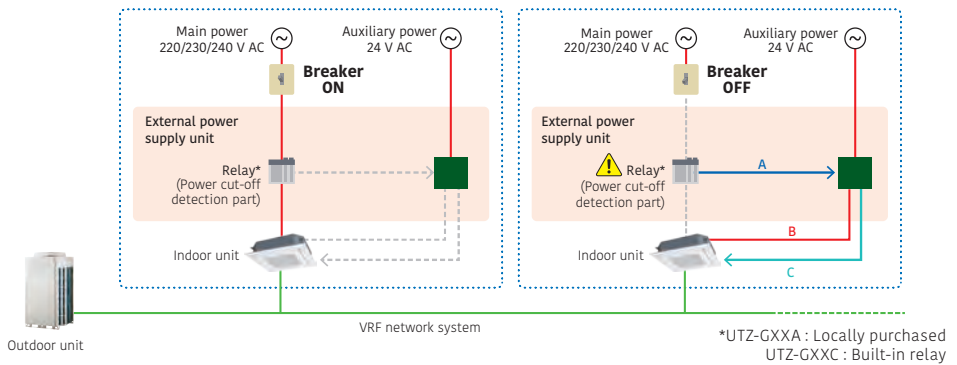 Main power
220/230/240 V AC
Auxiliary power
24 V AC
Breaker
ON
External power
supply unit
Relay*
(Power cut-off
detection part)
Indoor unit
Main power
220/230/240 V AC
Auxiliary power
24 V AC
Breaker
OFF
External power
supply unit
Relay*
(Power cut-off
detection part)
A
B
C
Indoor unit
Outdoor unit
VRF network system
*UTZ-GXXA : Locally purchased
UTZ-GXXC : Built-in relay